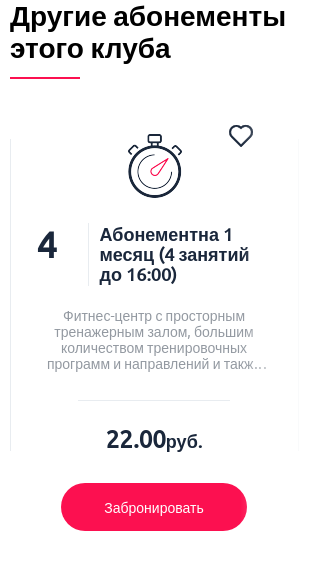 Другие абонементы
этого клуба
4
Абонементна 1
месяц (4 занятий
до 16:00)
Фитнес-центр с просторным
тренажерным залом, большим
количеством тренировочных
программ и направлений и такж...
22.00руб.
Забронировать